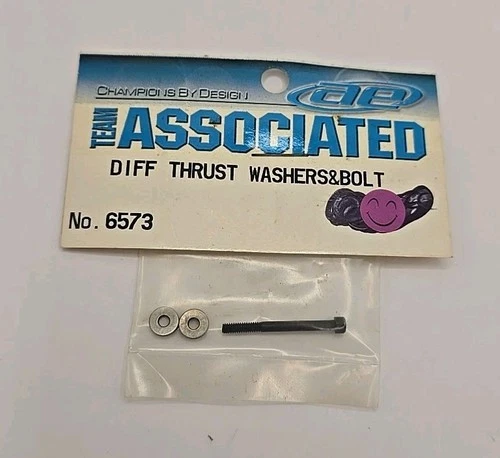 CHAMPIONS BY DESIGN
ae
TEAM
ASSOCIATED
DIFF THRUST WASHERS&BOLT
No. 6573